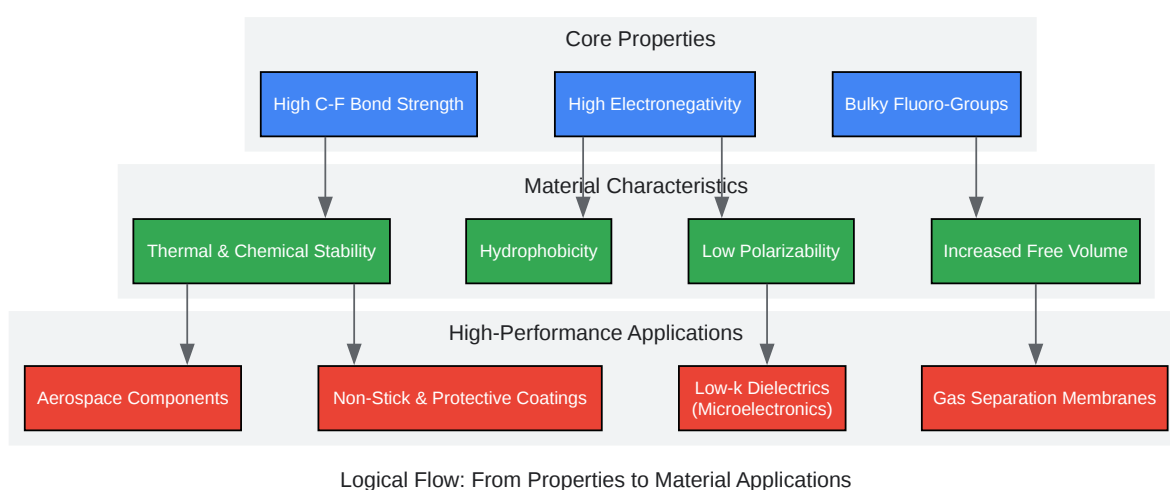 Core Properties
High C-F Bond Strength
High Electronegativity
Bulky Fluoro-Groups
Material Characteristics
Thermal & Chemical Stability
Hydrophobicity
Low Polarizability
Increased Free Volume
High-Performance Applications
Aerospace Components
Non-Stick & Protective Coatings
Low-k Dielectrics
(Microelectronics)
Gas Separation Membranes
Logical Flow: From Properties to Material Applications